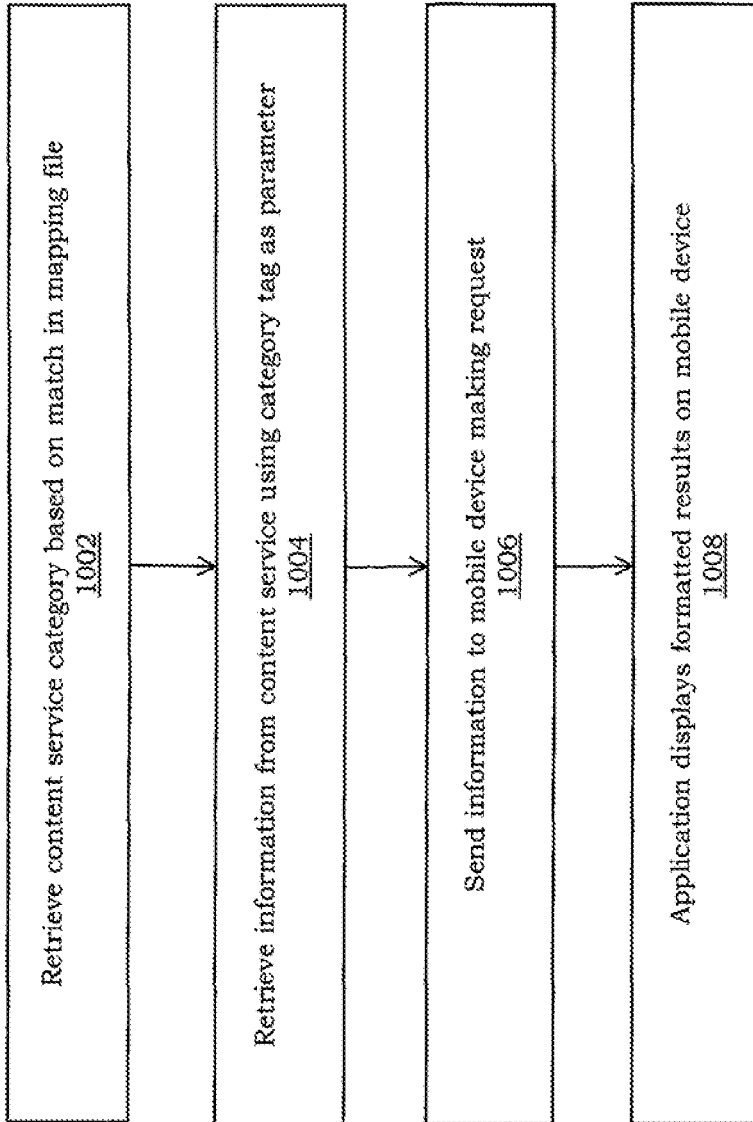 Retrieve content service category based on match in mapping file
1002
Retrieve information from content service using category tag as parameter
1004
Send information to mobile device making request
1006
Application displays formatted results on mobile device
1008